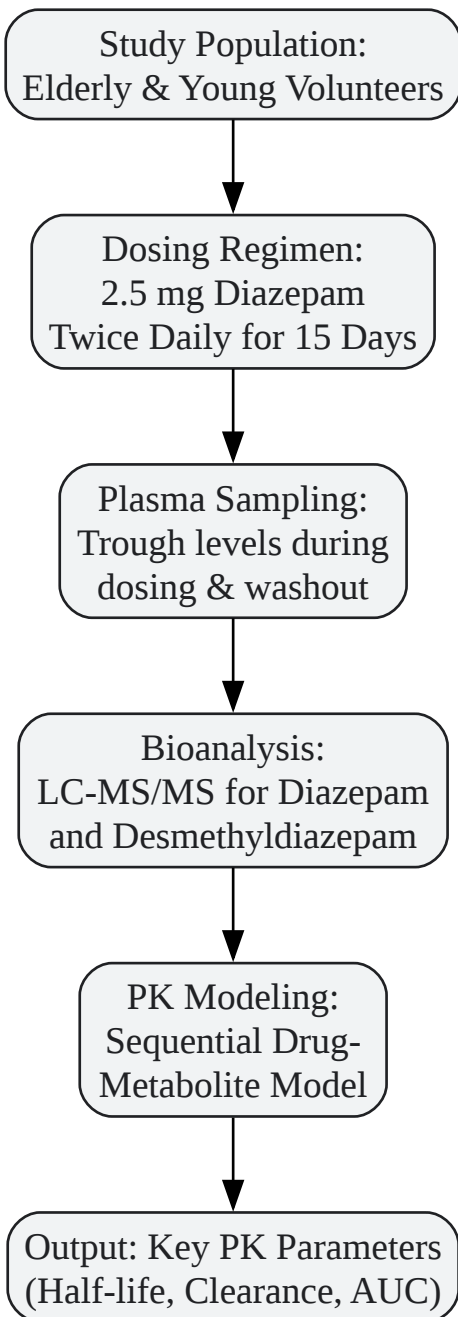 Study Population:
Elderly & Young Volunteers
Dosing Regimen:
2.5 mg Diazepam
Twice Daily for 15 Days
Plasma Sampling:
Trough levels during
dosing & washout
Bioanalysis:
LC-MS/MS for Diazepam
and Desmethyldiazepam
PK Modeling:
Sequential Drug-
Metabolite Model
Output: Key PK Parameters
(Half-life, Clearance, AUC)